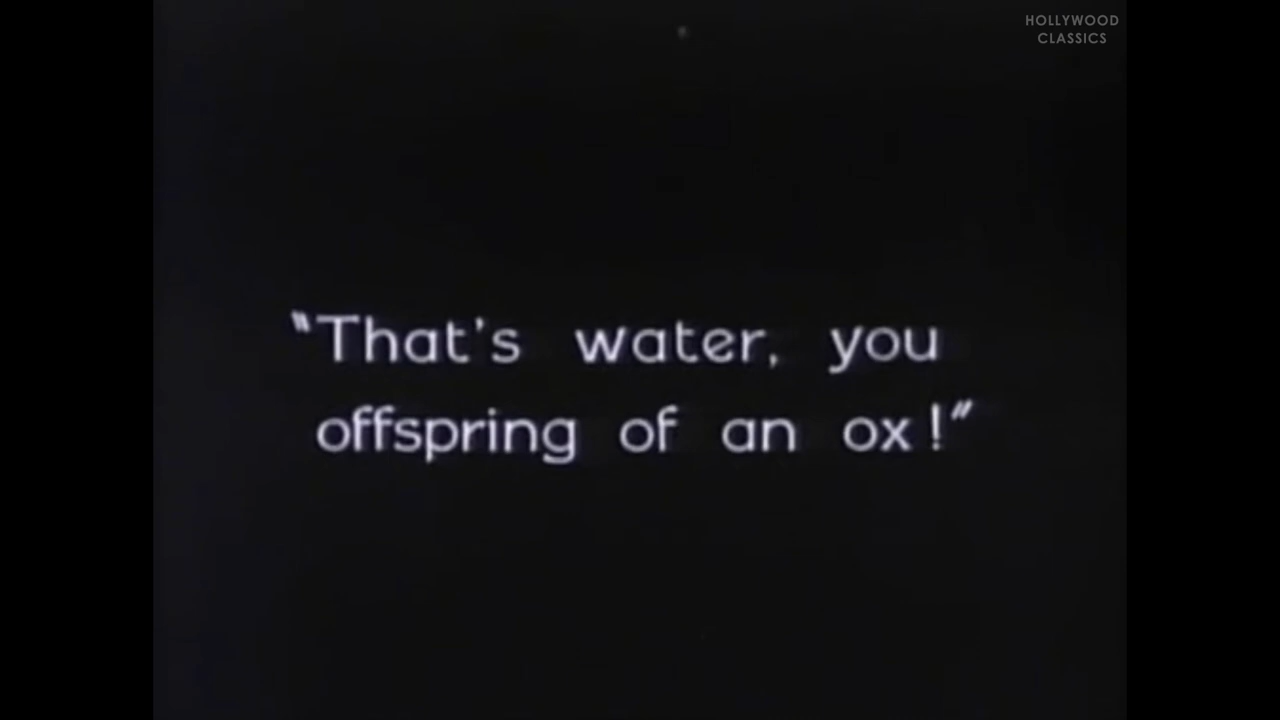 HOLLYWOOD
CLASSICS
"That's water, you
offspring of an ox!"